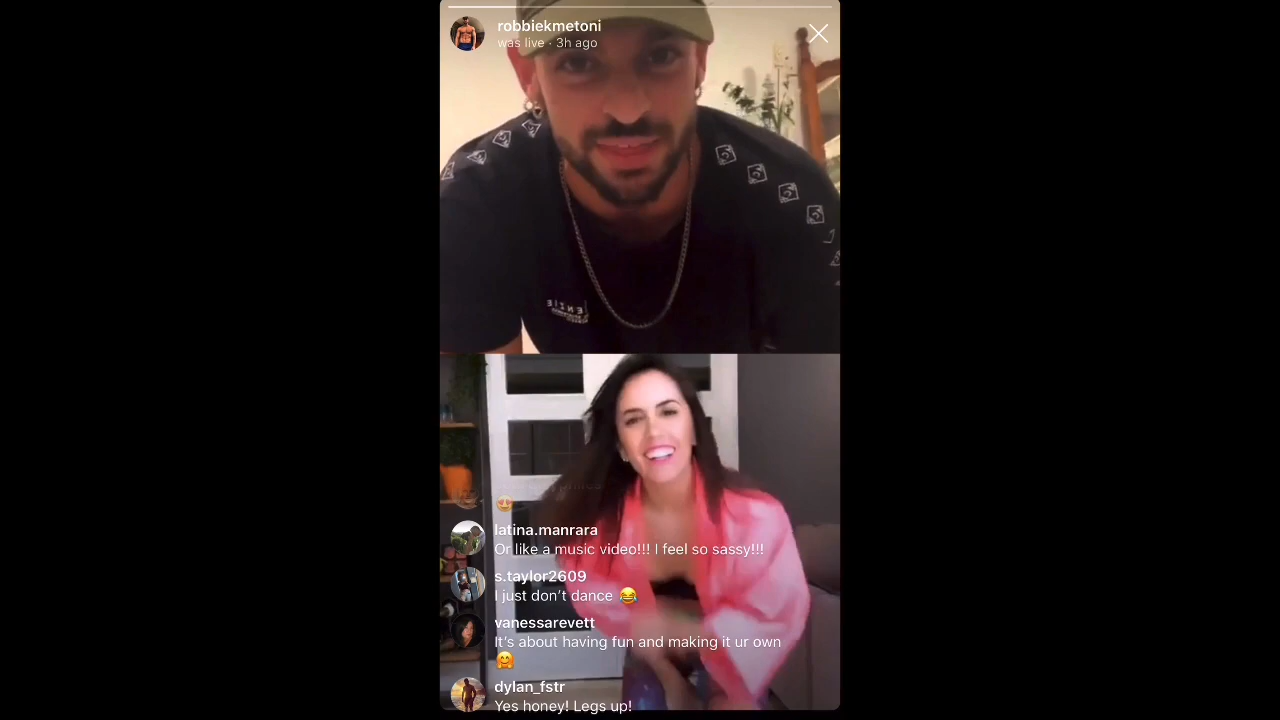 robbiekmetoni
was live · 3h ago
ENZIE
😍
latina.manrara
Or like a music video!!! I feel so sassy!!!
s.taylor2609
I just don't dance 😂
vanessarevett
It's about having fun and making it ur own
🤗
dylan_fstr
Yes honey! Legs up!